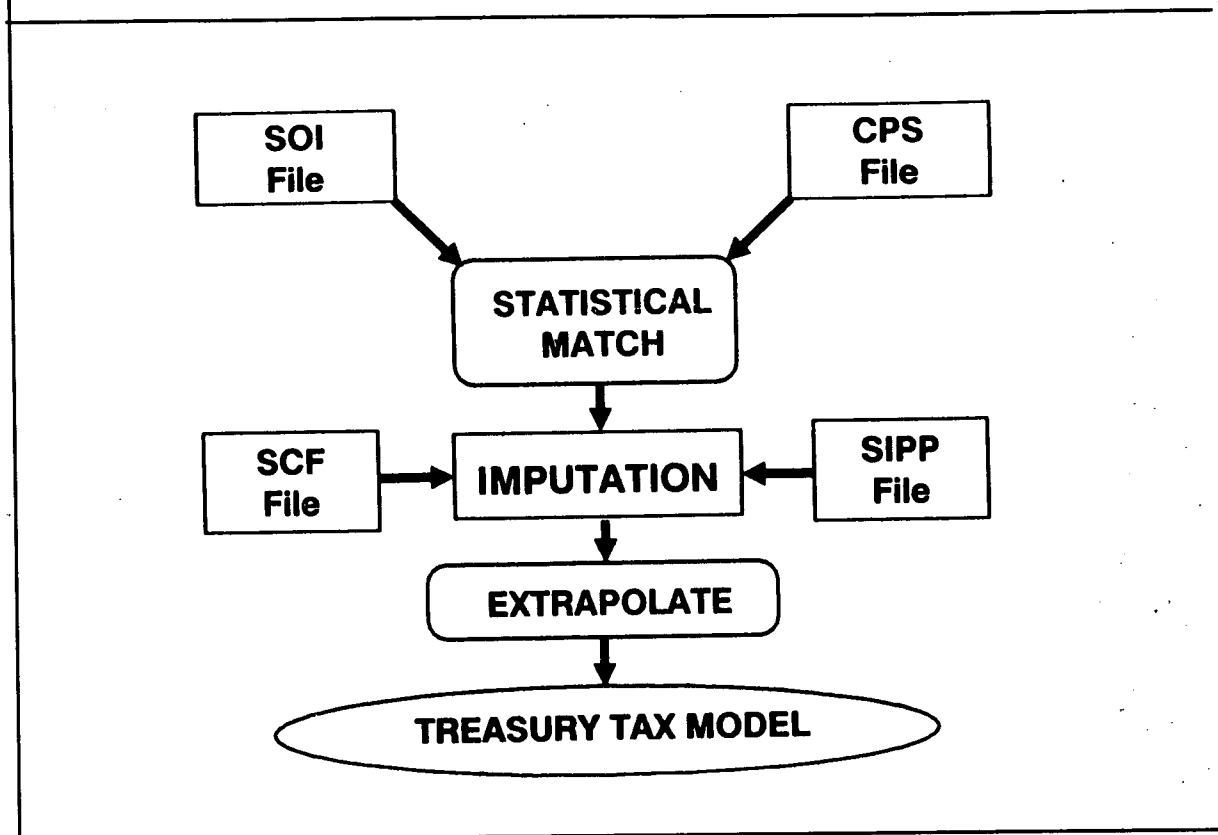 SOI
File
CPS
File
STATISTICAL
MATCH
SCF
File
IMPUTATION
SIPP
File
EXTRAPOLATE
TREASURY TAX MODEL